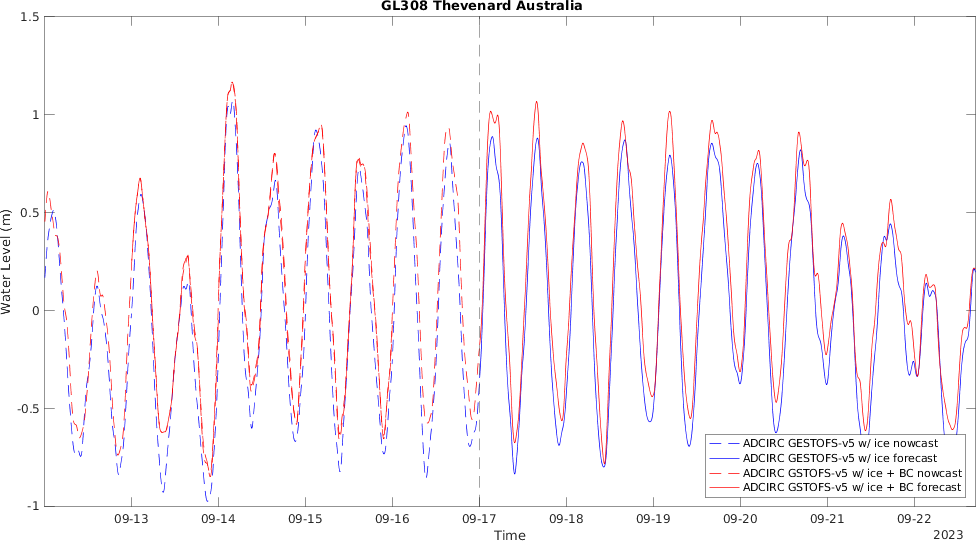 GL308 Thevenard Australia
1.5
1
0.5
0
-0.5
-1
Water Level (m)
ADCIRC GESTOFS-v5 w/ ice nowcast
ADCIRC GESTOFS-v5 w/ ice forecast
ADCIRC GSTOFS-v5 w/ ice + BC nowcast
ADCIRC GSTOFS-v5 w/ ice + BC forecast
09-13 09-14 09-15 09-16 09-17 09-18 09-19 09-20 09-21 09-22
Time
2023